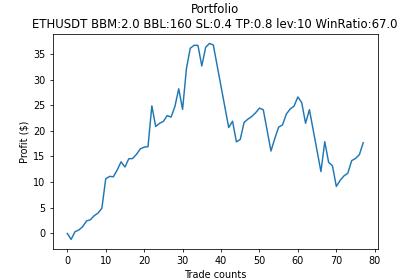 Portfolio
ETHUSDT BBM:2.0 BBL:160 SL:0.4 TP:0.8 lev:10 WinRatio:67.0
35
30
25
20
15
10
5
0
Profit ($)
0 10 20 30 40 50 60 70 80
Trade counts